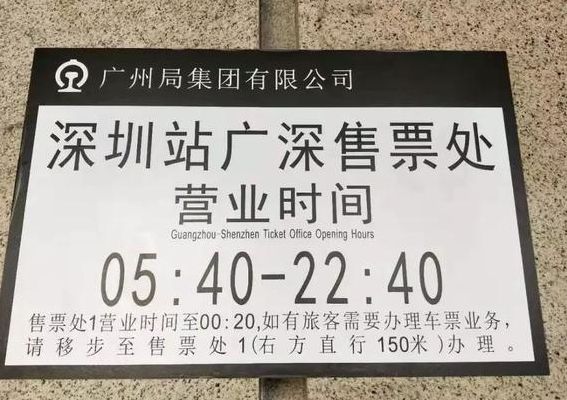 广州局集团有限公司
深圳站广深售票处
营业时间
Guangzhou-Shenzhen Ticket Office Opening Hours
05:40-22:40
售票处1营业时间至00:20,如有旅客需要办理车票业务，
请移步至售票处1(右方直行150米)办理。